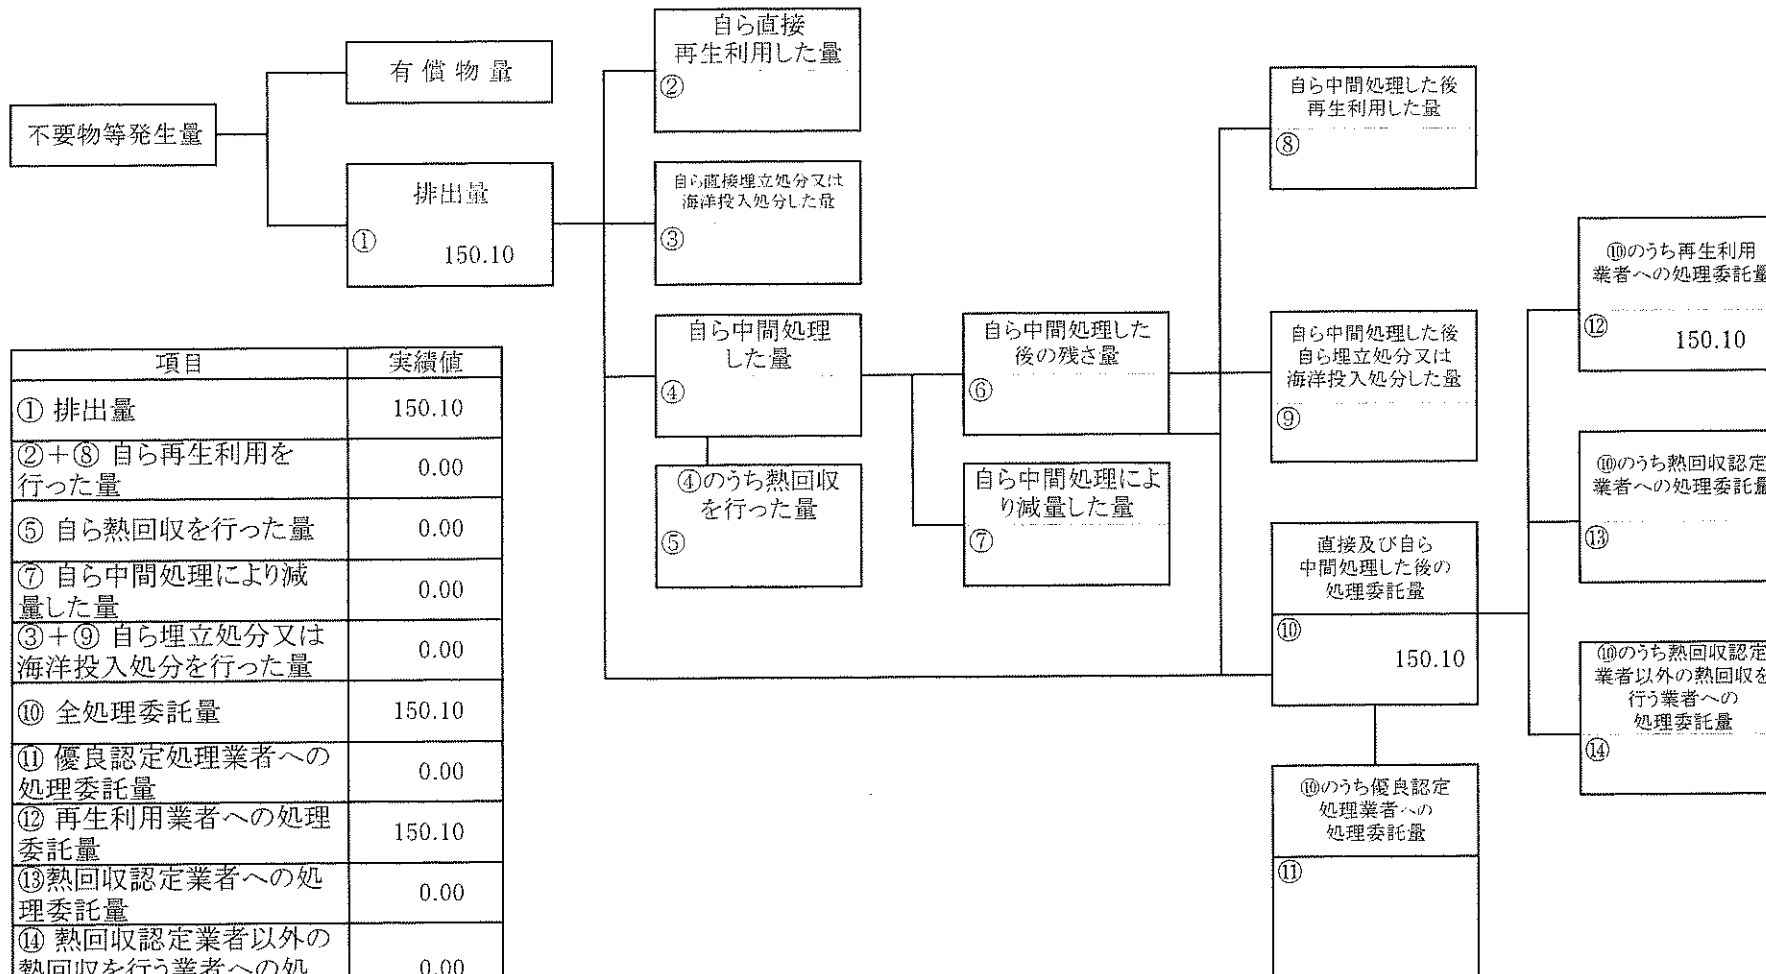 不要物等発生量
有償物量
排出量
①
150.10
自ら直接
再生利用した量
②
自ら直接埋立処分又は
海洋投入処分した量
③
自ら中間処理
した量
④
④のうち熱回収
を行った量
⑤
自ら中間処理した
後の残さ量
⑥
自ら中間処理によ
り減量した量
⑦
自ら中間処理した後
再生利用した量
⑧
自ら中間処理した後
自ら埋立処分又は
海洋投入処分した量
⑨
直接及び自ら
中間処理した後の
処理委託量
⑩
150.10
⑩のうち優良認定
処理業者への
処理委託量
⑪
⑩のうち再生利用
業者への処理委託量
⑫
150.10
⑩のうち熱回収認定
業者への処理委託量
⑬
⑩のうち熱回収認定
業者以外の熱回収を
行う業者への
処理委託量
⑭
項目 実績値
① 排出量 150.10
②+⑧ 自ら再生利用を
行った量 0.00
⑤ 自ら熱回収を行った量 0.00
⑦ 自ら中間処理により減
量した量 0.00
③+⑨ 自ら埋立処分又は
海洋投入処分を行った量 0.00
⑩ 全処理委託量 150.10
⑪ 優良認定処理業者への
処理委託量 0.00
⑫ 再生利用業者への処理
委託量 150.10
⑬熱回収認定業者への処
理委託量 0.00
⑭ 熱回収認定業者以外の
熱回収を行う業者への処 0.00